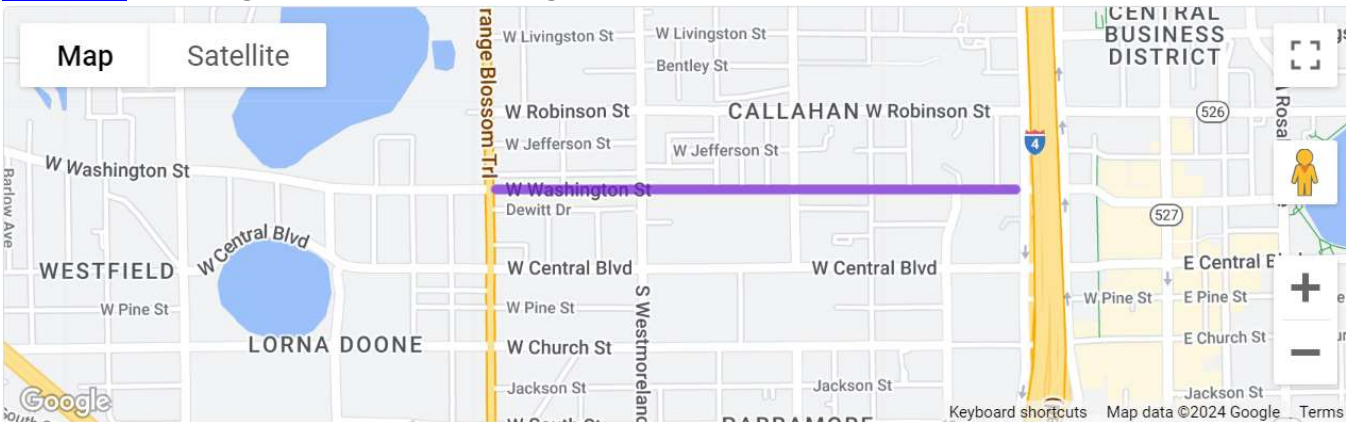 CENTRAL
BUSINESS
DISTRICT
Map
Satellite
range Blossom Trl
W Livingston St
W Livingston St
Bentley St
W Robinson St
CALLAHAN
W Robinson St
526
W Jefferson St
W Jefferson St
4
W Washington St
W Washington St
Dewitt Dr
527
Barlow Ave
W Central Blvd
WESTFIELD
W Central Blvd
W Central Blvd
E Central
W Pine St
W Pine St
W Pine St
E Pine St
S Westmoreland
LORNA DOONE
W Church St
E Church St
Jackson St
Jackson St
Jackson St
Google
Keyboard shortcuts
Map data ©2024 Google
Terms